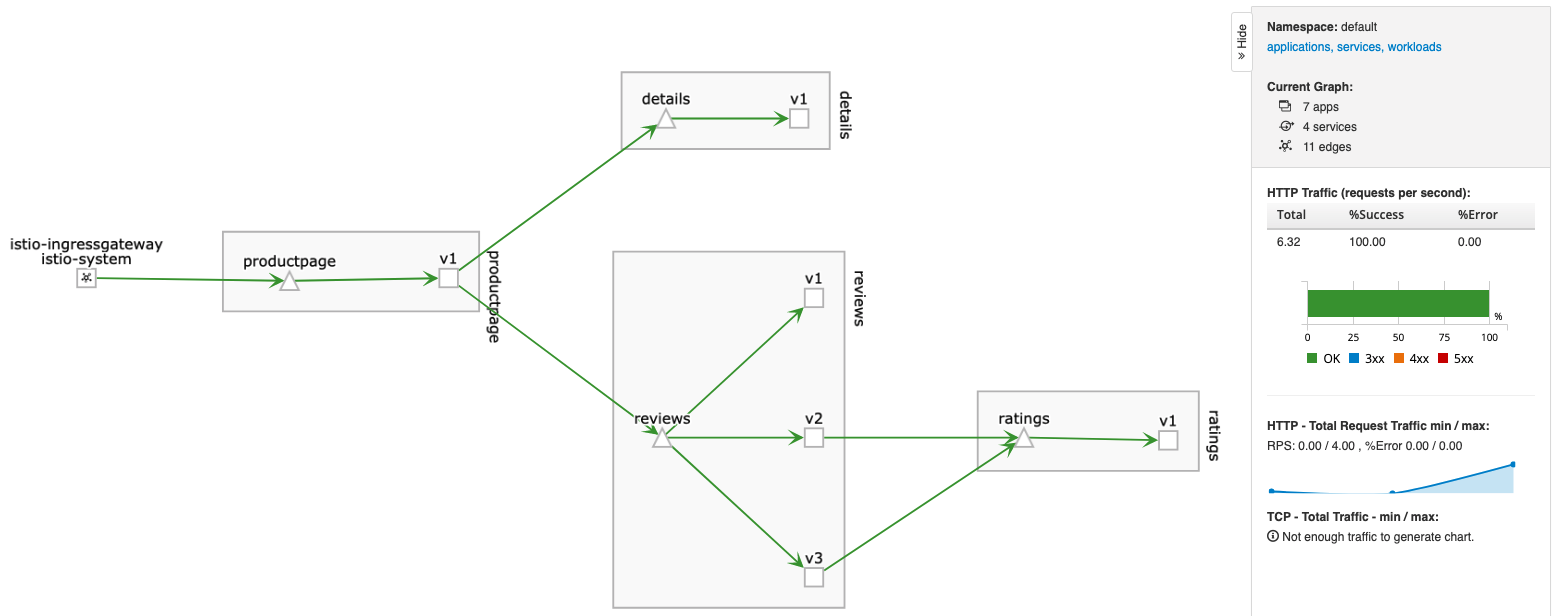 istio-ingressgateway
istio-system
productpage
v1
productpage
details
v1
details
reviews
v1
v2
v3
reviews
ratings
v1
ratings
» Hide
Namespace: default
applications, services, workloads
Current Graph:
7 apps
4 services
11 edges
HTTP Traffic (requests per second):
Total %Success %Error
6.32 100.00 0.00
%
0 25 50 75 100
OK 3xx 4xx 5xx
HTTP - Total Request Traffic min / max:
RPS: 0.00 / 4.00 , %Error 0.00 / 0.00
TCP - Total Traffic - min / max:
Not enough traffic to generate chart.